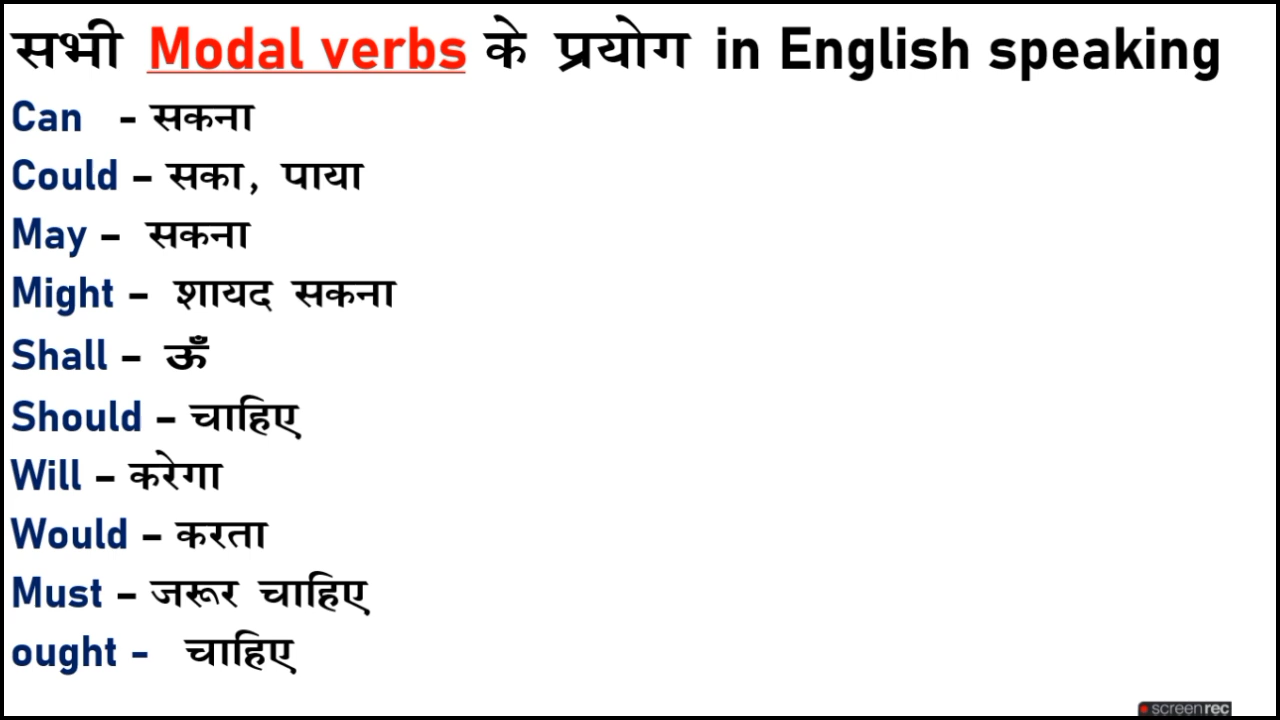 सभी Modal verbs के प्रयोग in English speaking
Can - सकना
Could – सका, पाया
May – सकना
Might – शायद सकना
Shall – ऊँ
Should – चाहिए
Will – करेगा
Would – करता
Must – जरूर चाहिए
ought - चाहिए
screenrec